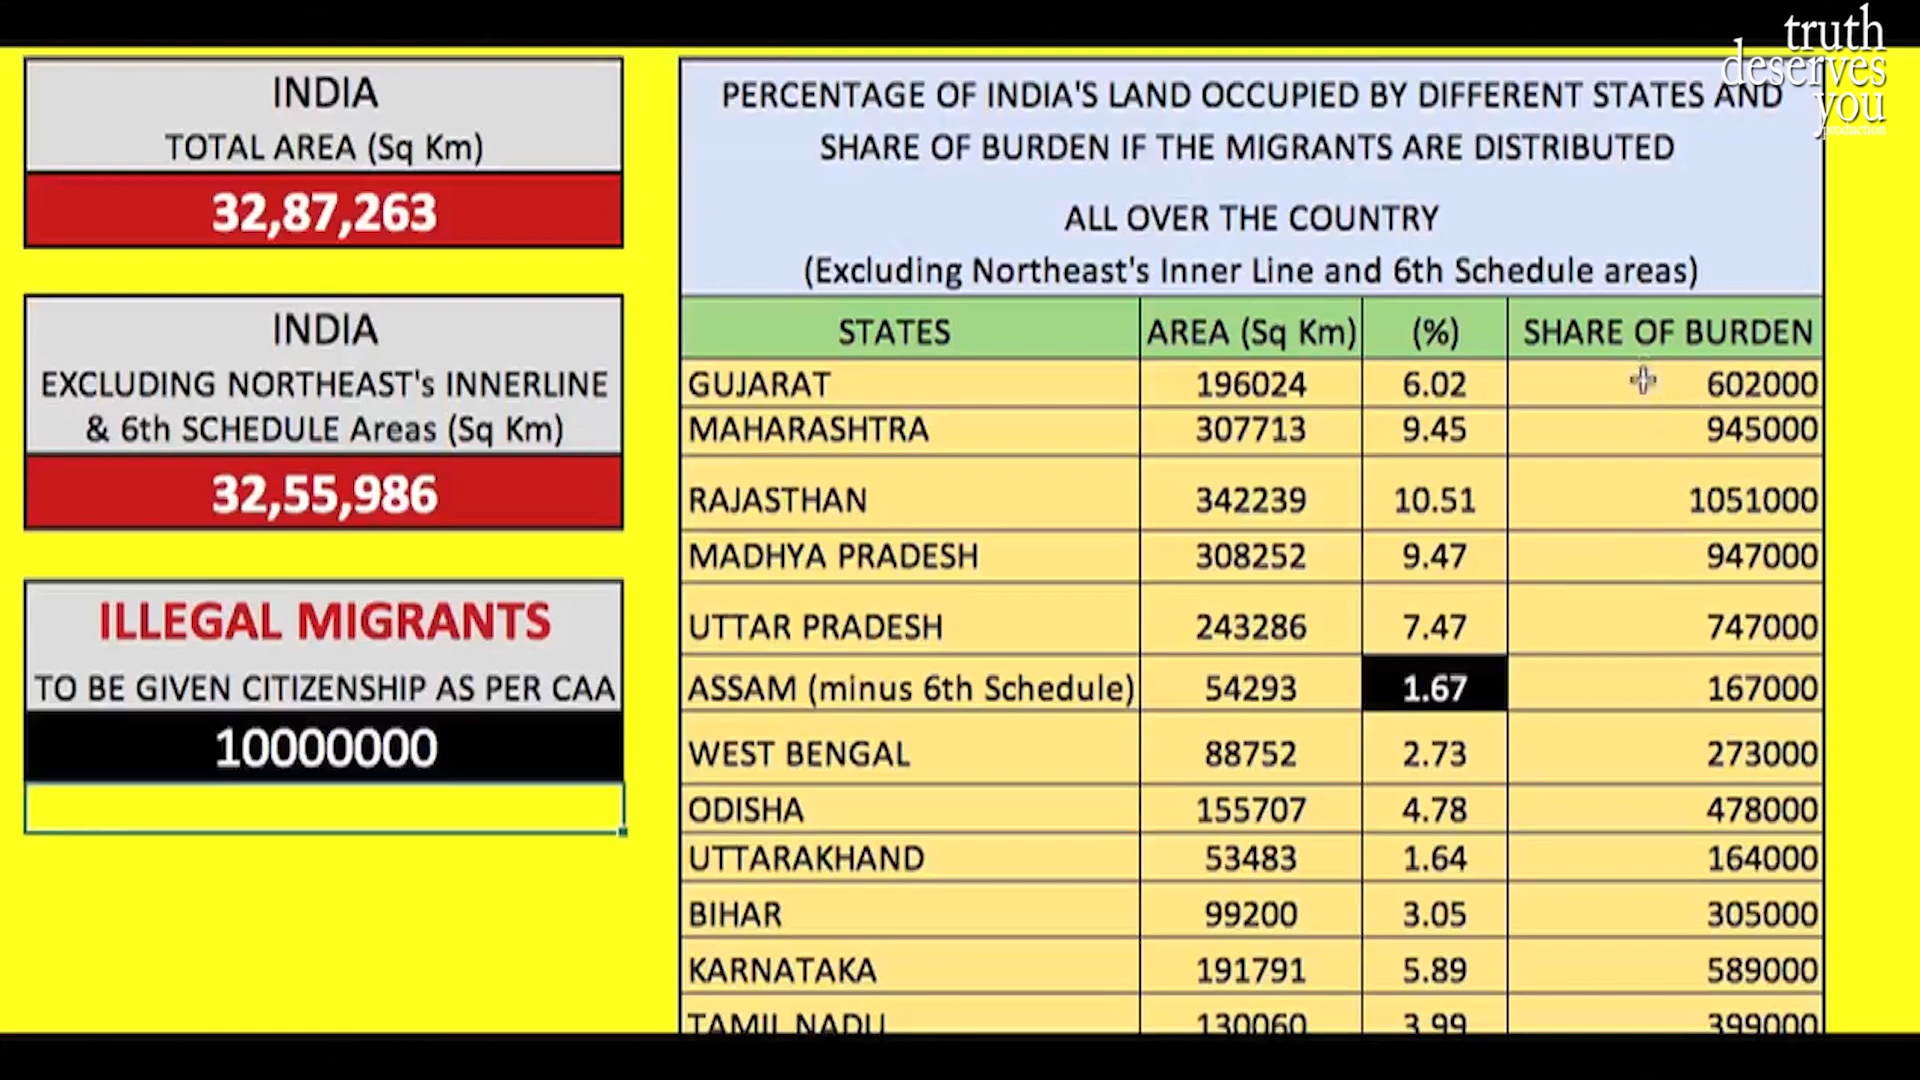 truth
deserves
you
production
INDIA
TOTAL AREA (Sq Km)
32,87,263
INDIA
EXCLUDING NORTHEAST's INNERLINE
& 6th SCHEDULE Areas (Sq Km)
32,55,986
ILLEGAL MIGRANTS
TO BE GIVEN CITIZENSHIP AS PER CAA
10000000
PERCENTAGE OF INDIA'S LAND OCCUPIED BY DIFFERENT STATES AND
SHARE OF BURDEN IF THE MIGRANTS ARE DISTRIBUTED
ALL OVER THE COUNTRY
(Excluding Northeast's Inner Line and 6th Schedule areas)
STATES AREA (Sq Km) (%) SHARE OF BURDEN
GUJARAT 196024 6.02 602000
MAHARASHTRA 307713 9.45 945000
RAJASTHAN 342239 10.51 1051000
MADHYA PRADESH 308252 9.47 947000
UTTAR PRADESH 243286 7.47 747000
ASSAM (minus 6th Schedule) 54293 1.67 167000
WEST BENGAL 88752 2.73 273000
ODISHA 155707 4.78 478000
UTTARAKHAND 53483 1.64 164000
BIHAR 99200 3.05 305000
KARNATAKA 191791 5.89 589000
TAMIL NADU 130060 3.99 399000